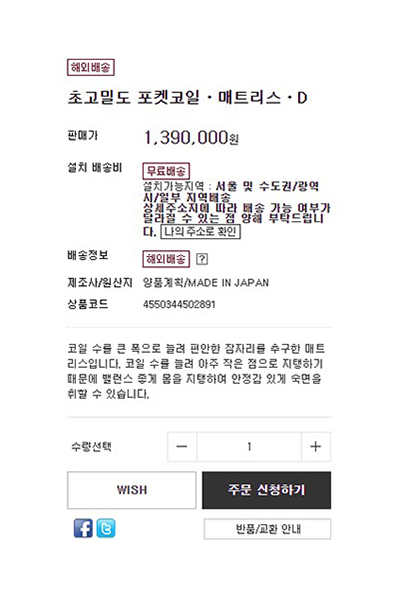 해외배송
초고밀도 포켓코일・매트리스・D
판매가 1,390,000원
설치 배송비 무료배송
설치가능지역 : 서울 및 수도권/광역
시/일부 지역배송
상세주소지에 따라 배송 가능 여부가
달라질 수 있는 점 양해 부탁드립니
다. 나의 주소로 확인
배송정보 해외배송 ?
제조사/원산지 양품계획/MADE IN JAPAN
상품코드 4550344502891
코일 수를 큰 폭으로 늘려 편안한 잠자리를 추구한 매트
리스입니다. 코일 수를 늘려 아주 작은 점으로 지탱하기
때문에 밸런스 좋게 몸을 지탱하여 안정감 있게 숙면을
취할 수 있습니다.
수량선택 — 1 +
WISH 주문 신청하기
반품/교환 안내